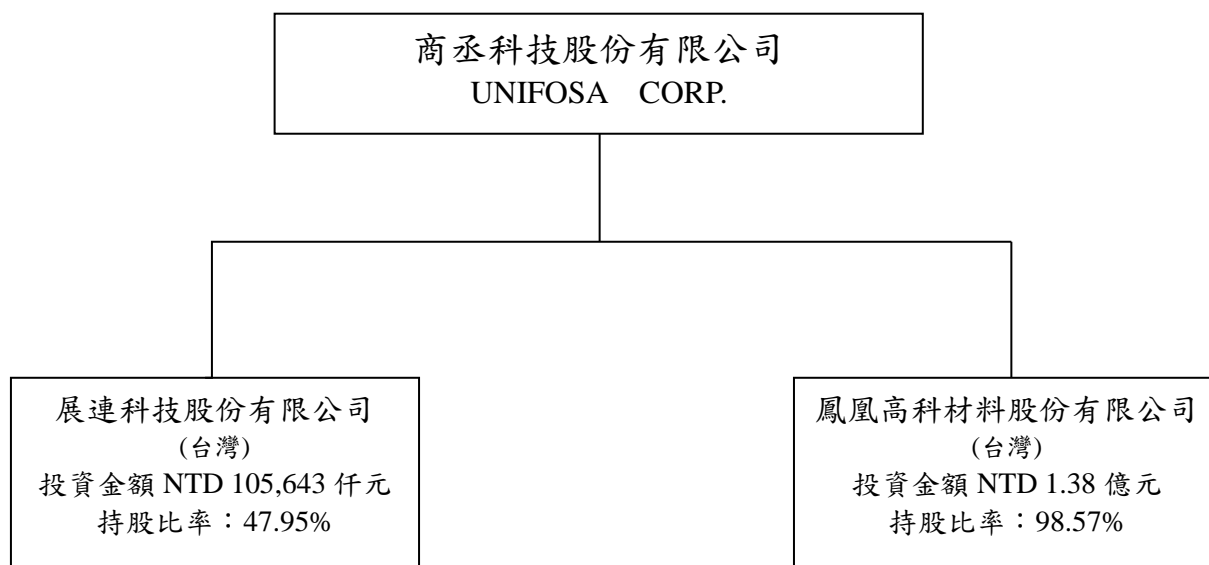 商丞科技股份有限公司
UNIFOSA CORP.
展連科技股份有限公司
(台灣)
投資金額 NTD 105,643 仟元
持股比率：47.95%
鳳凰高科材料股份有限公司
(台灣)
投資金額 NTD 1.38 億元
持股比率：98.57%